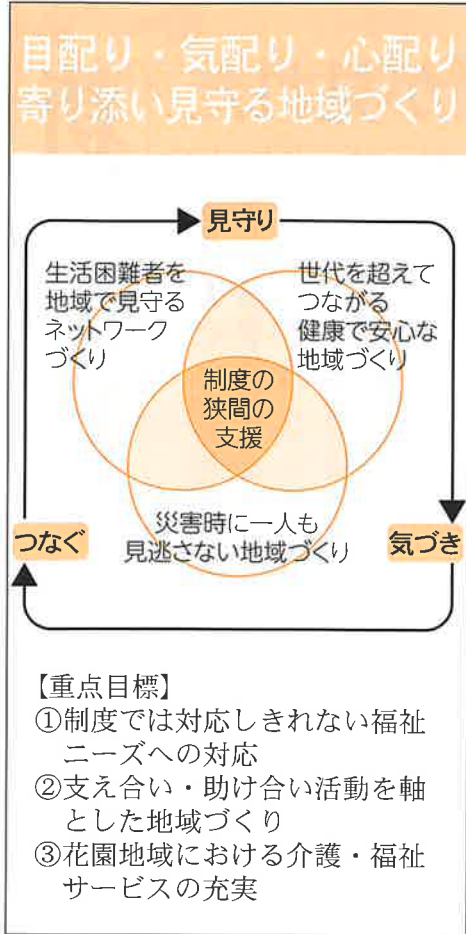 目配り・気配り・心配り
寄り添い見守る地域づくり
見守り
生活困難者を
地域で見守る
ネットワーク
づくり
世代を超えて
つながる
健康で安心な
地域づくり
制度の
狭間の
支援
災害時に一人も
見逃さない地域づくり
つなぐ
気づき
【重点目標】
①制度では対応しきれない福祉
ニーズへの対応
②支え合い・助け合い活動を軸
とした地域づくり
③花園地域における介護・福祉
サービスの充実